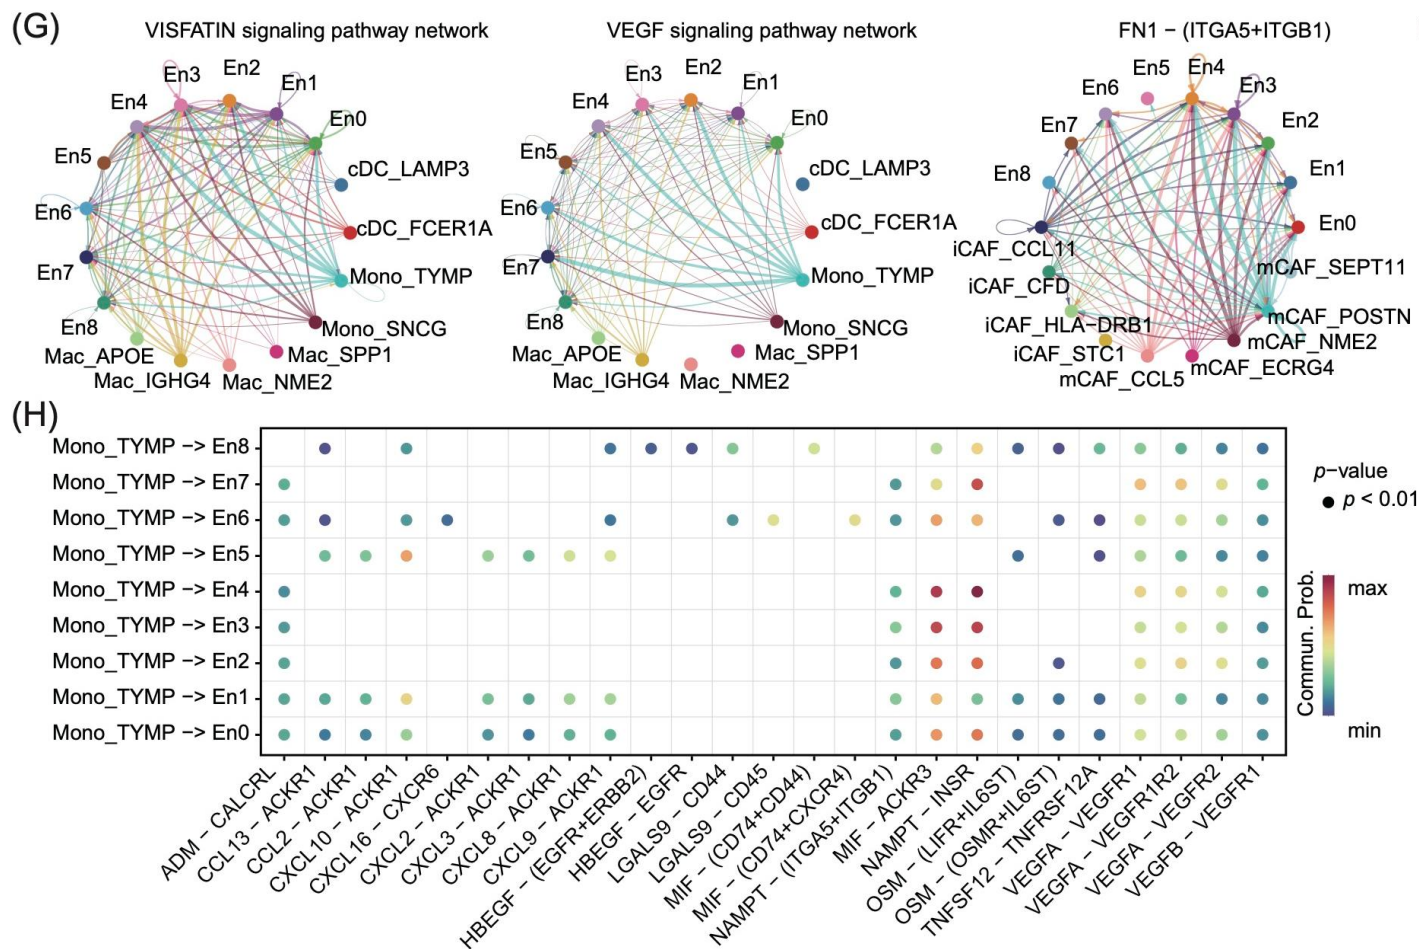 (G)
VISFATIN signaling pathway network
En3
En2
En1
En4
En0
En5
cDC_LAMP3
En6
cDC_FCER1A
En7
Mono_TYMP
En8
Mono_SNCG
Mac_APOE
Mac_SPP1
Mac_IGHG4
Mac_NME2
VEGF signaling pathway network
En3
En2
En1
En4
En0
En5
cDC_LAMP3
En6
cDC_FCER1A
En7
Mono_TYMP
En8
Mono_SNCG
Mac_APOE
Mac_SPP1
Mac_IGHG4
Mac_NME2
FN1 − (ITGA5+ITGB1)
En5
En4
En6
En3
En7
En2
En8
En1
En0
iCAF_CCL11
mCAF_SEPT11
iCAF_CFD
iCAF_HLA−DRB1
mCAF_POSTN
iCAF_STC1
mCAF_NME2
mCAF_CCL5
mCAF_ECRG4
(H)
Mono_TYMP −> En8
Mono_TYMP −> En7
Mono_TYMP −> En6
Mono_TYMP −> En5
Mono_TYMP −> En4
Mono_TYMP −> En3
Mono_TYMP −> En2
Mono_TYMP −> En1
Mono_TYMP −> En0
ADM − CALCRL
CCL13 − ACKR1
CCL2 − ACKR1
CXCL10 − ACKR1
CXCL16 − CXCR6
CXCL2 − ACKR1
CXCL3 − ACKR1
CXCL8 − ACKR1
CXCL9 − ACKR1
HBEGF − (EGFR+ERBB2)
HBEGF − EGFR
LGALS9 − CD44
LGALS9 − CD45
MIF − (CD74+CD44)
MIF − (CD74+CXCR4)
NAMPT − (ITGA5+ITGB1)
MIF − ACKR3
NAMPT − INSR
OSM − (LIFR+IL6ST)
OSM − (OSMR+IL6ST)
TNFSF12 − TNFRSF12A
VEGFA − VEGFR1
VEGFA − VEGFR1R2
VEGFA − VEGFR2
VEGFB − VEGFR1
p−value
p < 0.01
Commun. Prob.
max
min